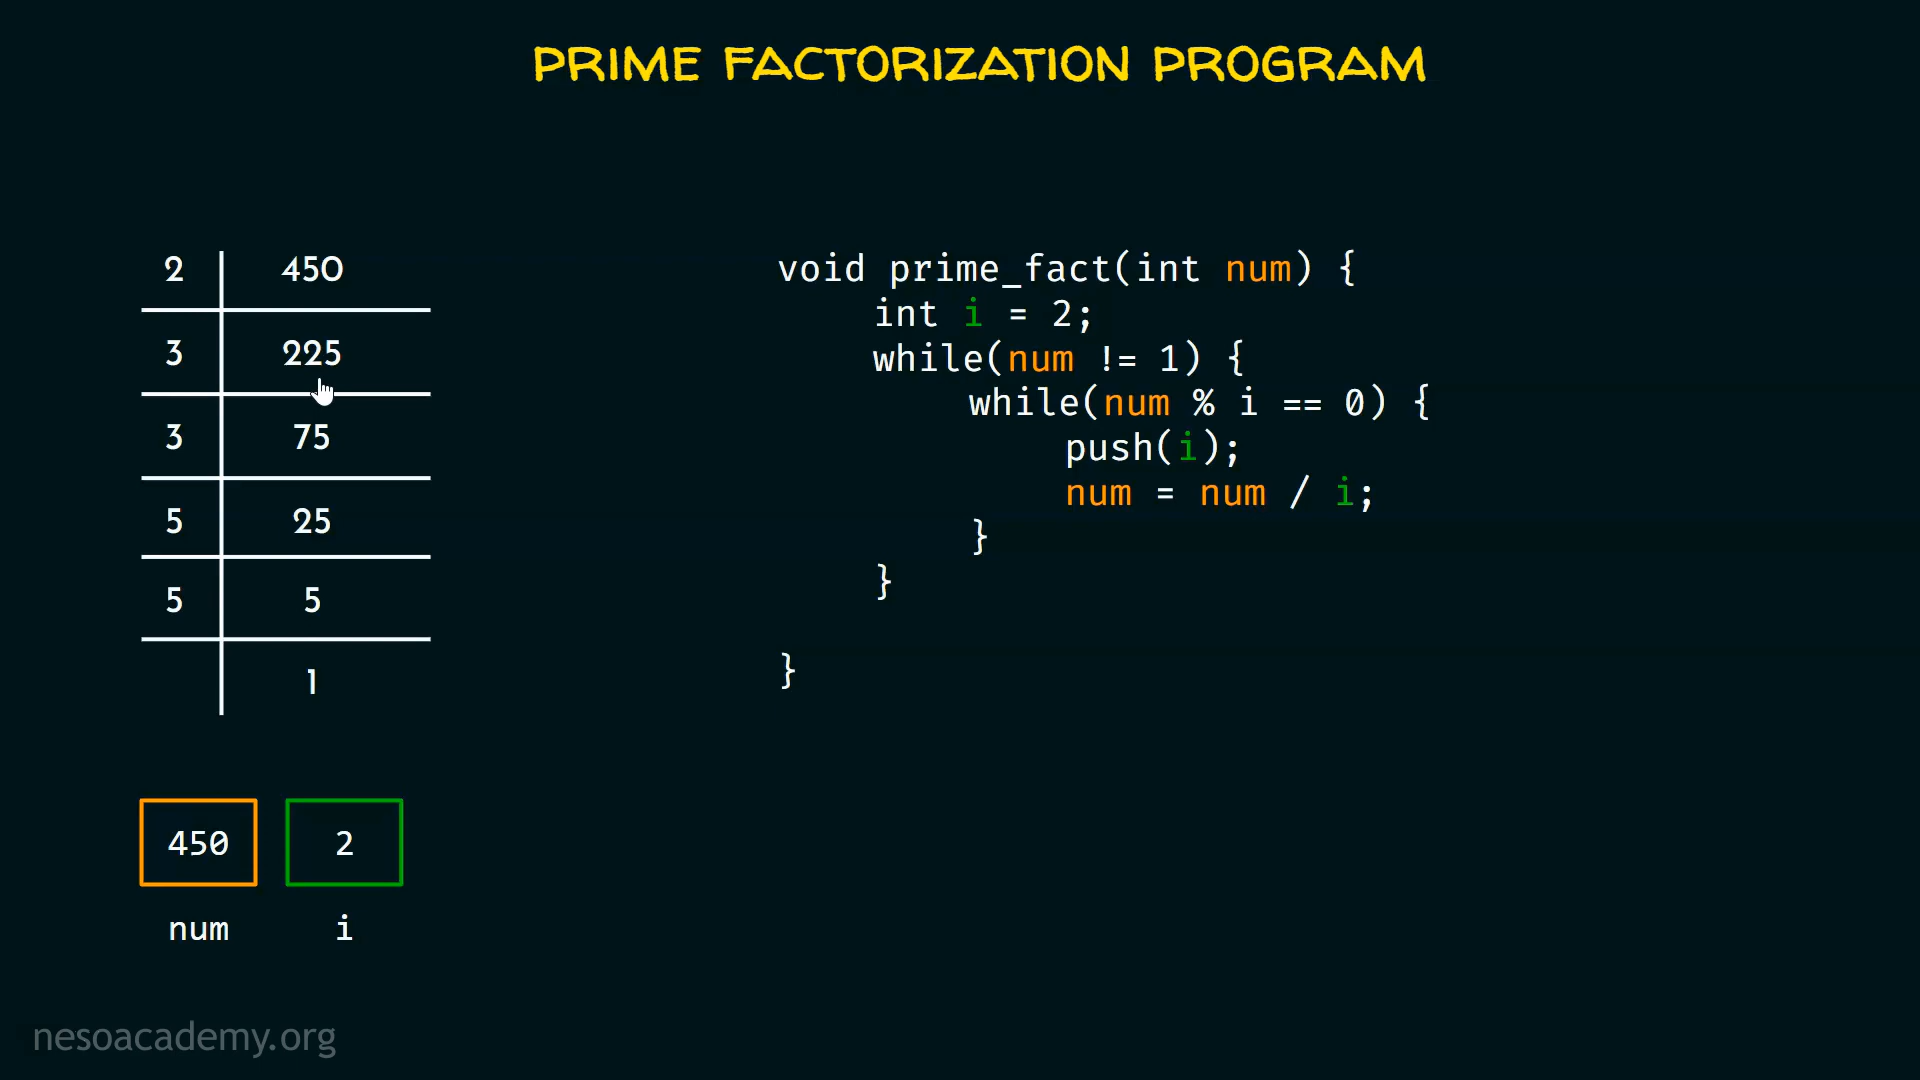 PRIME FACTORIZATION PROGRAM
2 450
3 225
3 75
5 25
5 5
1
450 2
num i
void prime_fact(int num) {
int i = 2;
while(num != 1) {
while(num % i == 0) {
push(i);
num = num / i;
}
}
}
nesoacademy.org